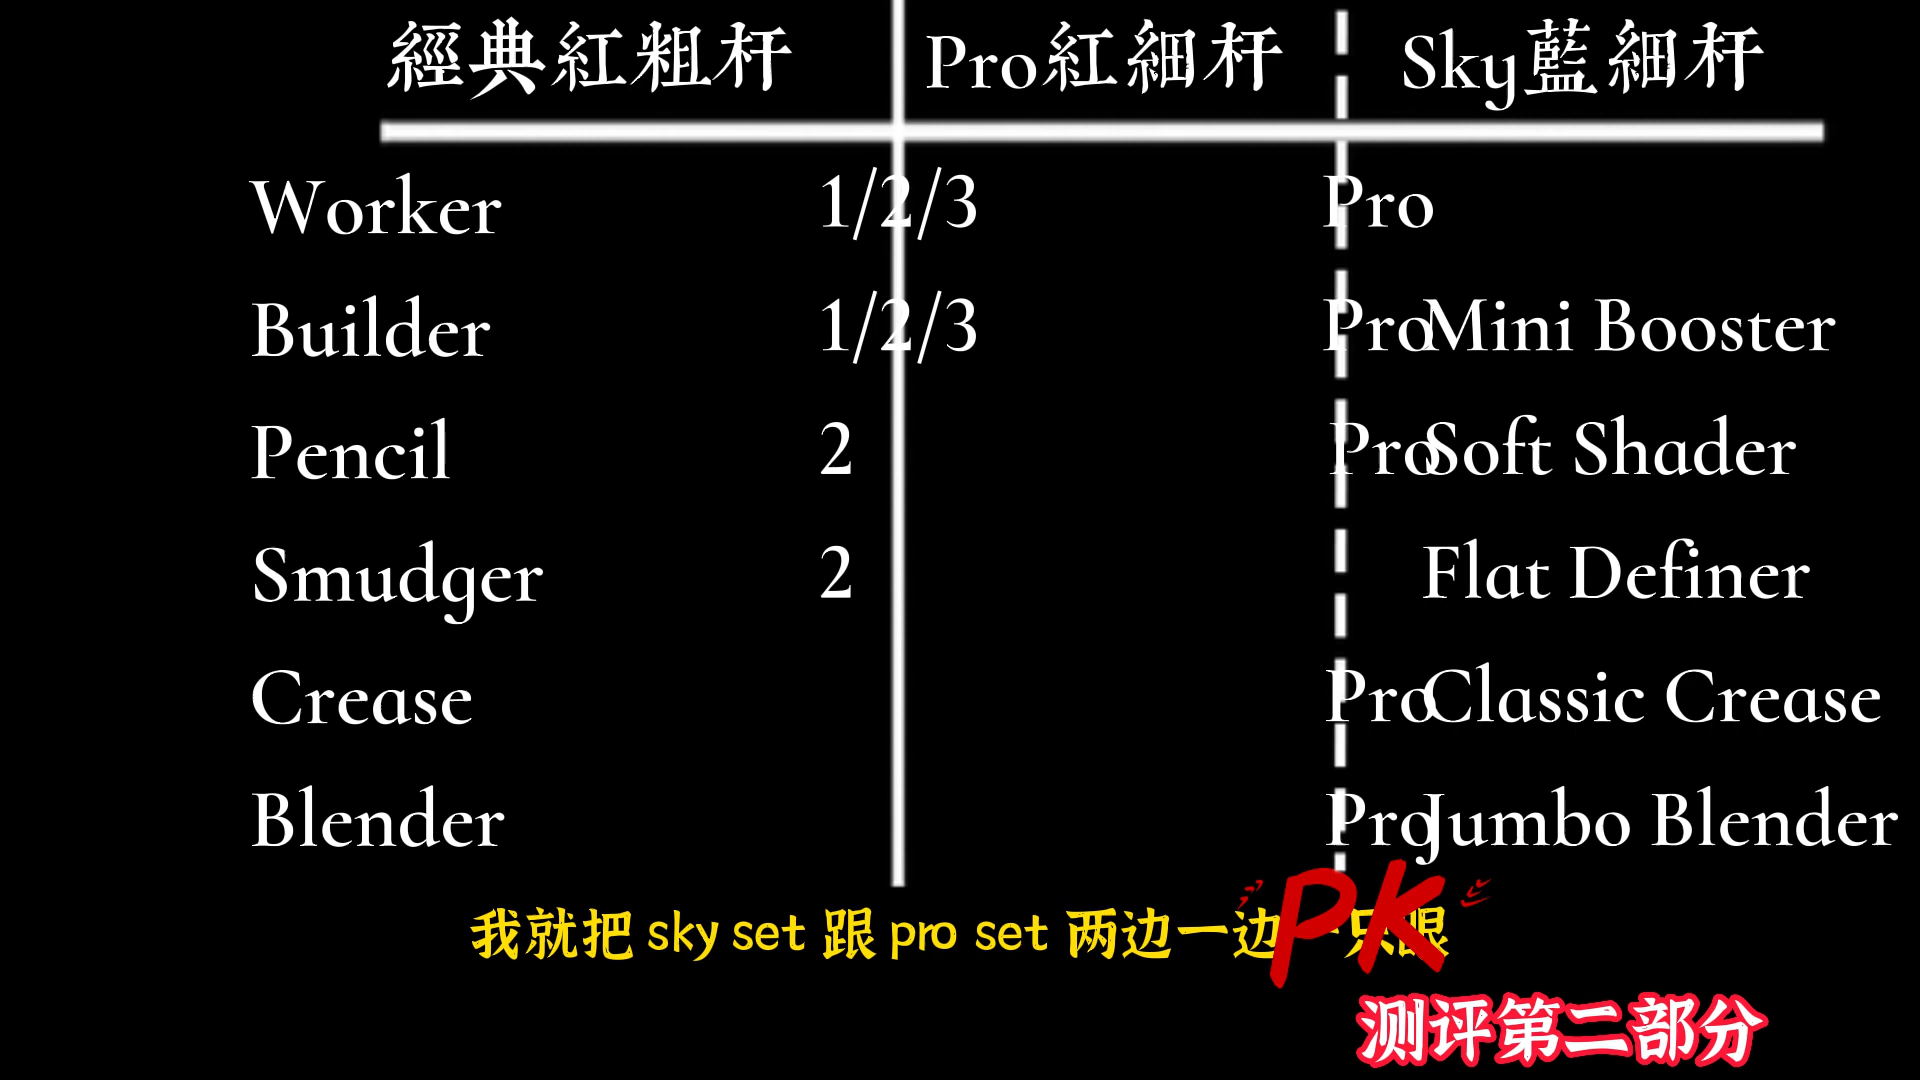 經典紅粗杆 Pro紅細杆 Sky藍細杆
Worker 1/2/3 Pro
Builder 1/2/3 Pro Mini Booster
Pencil 2 Pro Soft Shader
Smudger 2 Flat Definer
Crease Pro Classic Crease
Blender Pro Jumbo Blender
我就把 sky set 跟 pro set 两边一边一只眼
PK
测评第二部分